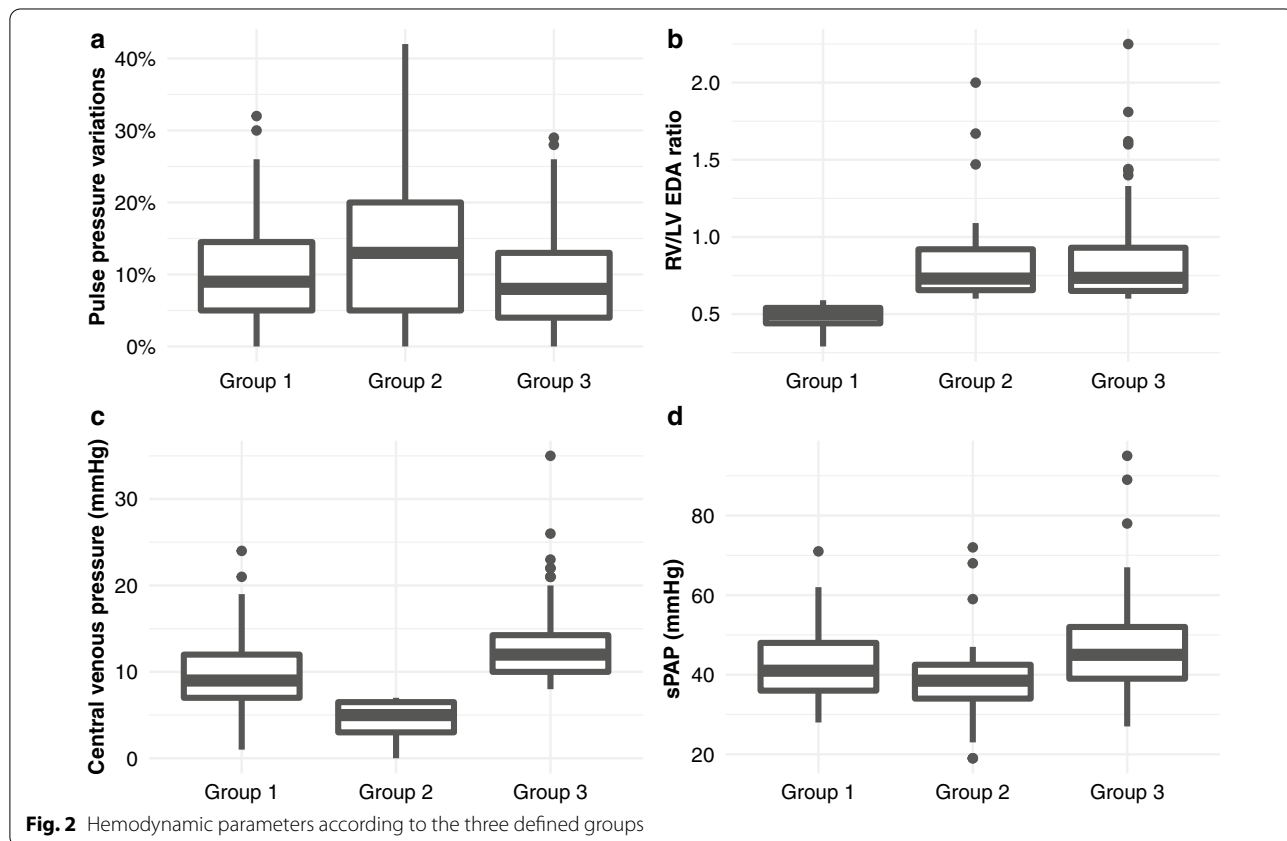 a
Pulse pressure variations
40%
30%
20%
10%
0%
Group 1 Group 2 Group 3
b
RV/LV EDA ratio
2.0
1.5
1.0
0.5
Group 1 Group 2 Group 3
c
Central venous pressure (mmHg)
30
20
10
0
Group 1 Group 2 Group 3
d
sPAP (mmHg)
80
60
40
20
Group 1 Group 2 Group 3
Fig. 2 Hemodynamic parameters according to the three defined groups